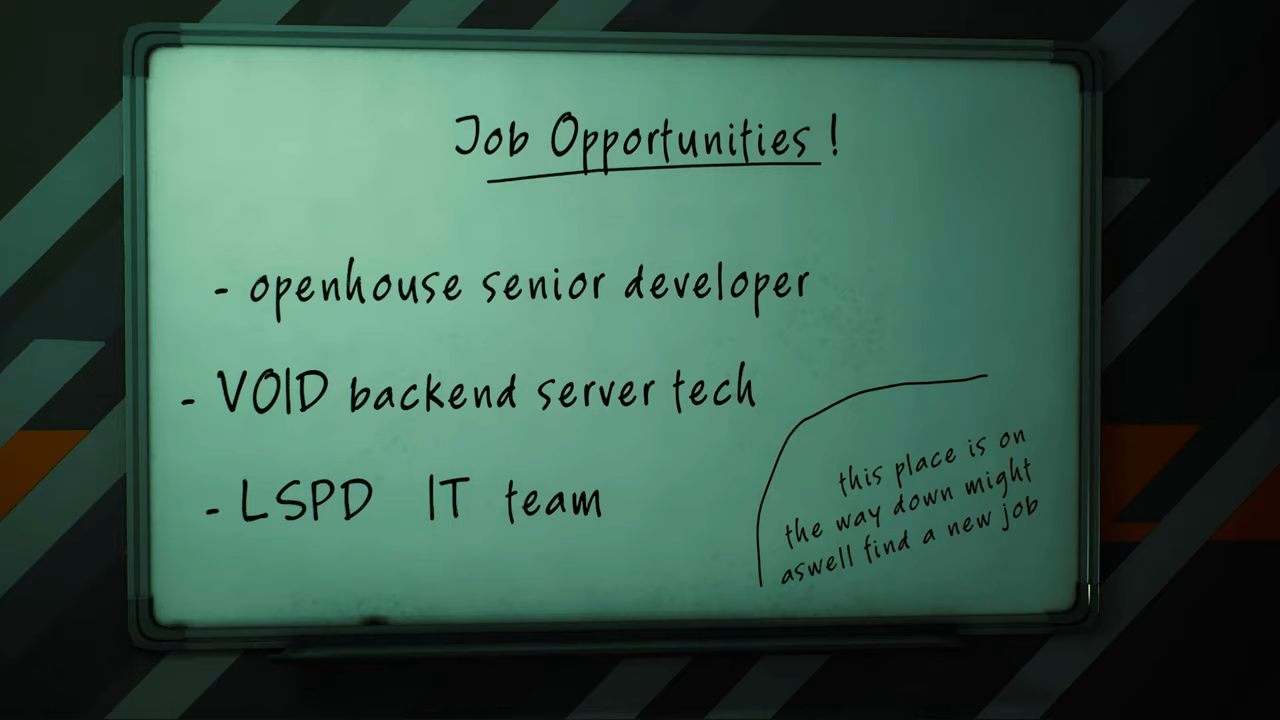 Job Opportunities !
- openhouse senior developer
- VOID backend server tech
- LSPD IT team
this place is on
the way down might
aswell find a new job